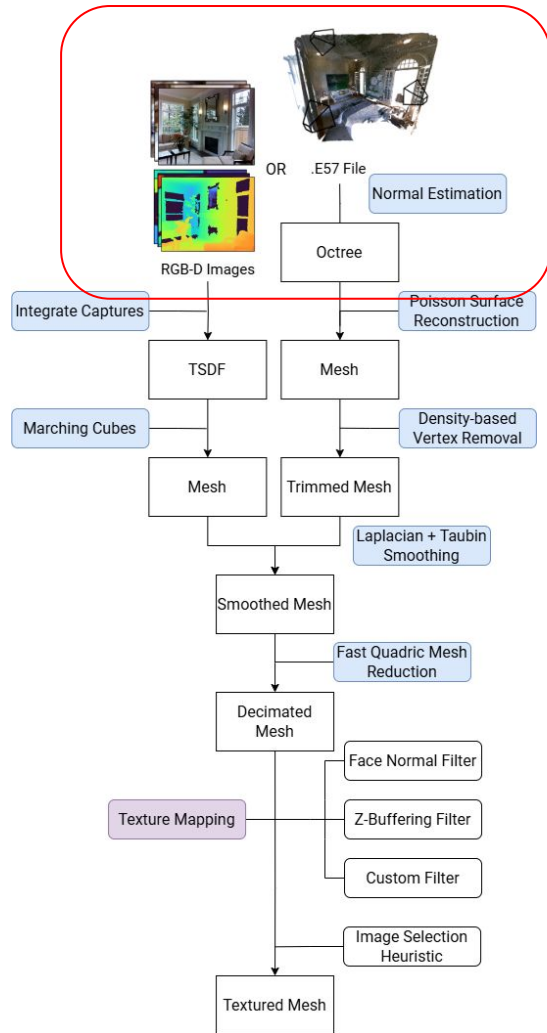 OR
.E57 File
Normal Estimation
RGB-D Images
Octree
Integrate Captures
Poisson Surface
Reconstruction
TSDF
Mesh
Marching Cubes
Density-based
Vertex Removal
Mesh
Trimmed Mesh
Laplacian + Taubin
Smoothing
Smoothed Mesh
Fast Quadric Mesh
Reduction
Decimated
Mesh
Face Normal Filter
Texture Mapping
Z-Buffering Filter
Custom Filter
Image Selection
Heuristic
Textured Mesh